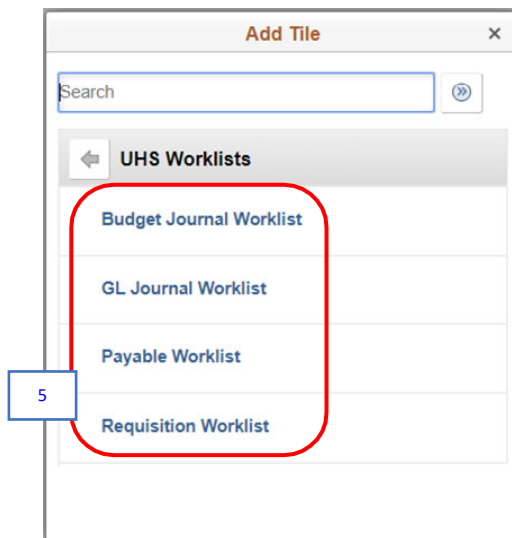 Add Tile
Search
UHS Worklists
Budget Journal Worklist
GL Journal Worklist
Payable Worklist
5
Requisition Worklist